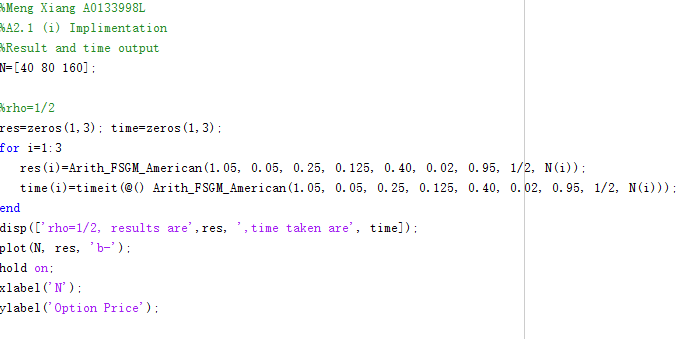 %Meng Xiang A0133998L
%A2.1 (i) Implimentation
%Result and time output
N=[40 80 160];
%rho=1/2
res=zeros(1,3); time=zeros(1,3);
for i=1:3
res(i)=Arith_FSGM_American(1.05, 0.05, 0.25, 0.125, 0.40, 0.02, 0.95, 1/2, N(i));
time(i)=timeit(@() Arith_FSGM_American(1.05, 0.05, 0.25, 0.125, 0.40, 0.02, 0.95, 1/2, N(i)));
end
disp(['rho=1/2, results are',res, ',time taken are', time]);
plot(N, res, 'b-');
hold on;
xlabel('N');
ylabel('Option Price');